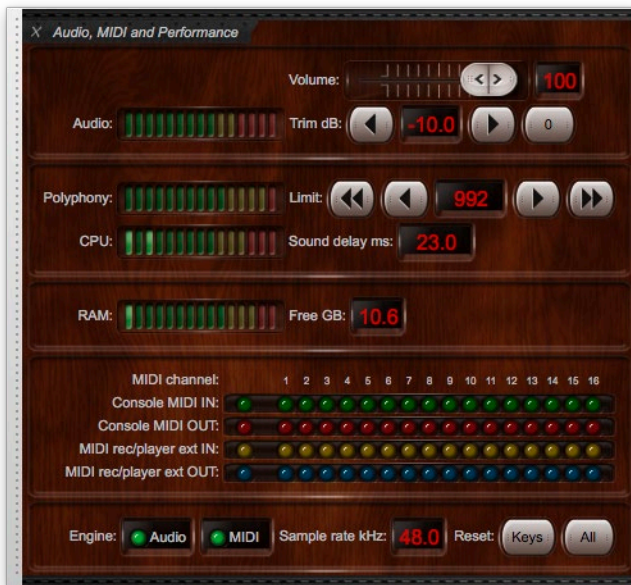 X Audio, MIDI and Performance
Volume: 100
Audio: Trim dB: -10.0 0
Polyphony: Limit: 992
CPU: Sound delay ms: 23.0
RAM: Free GB: 10.6
MIDI channel: 1 2 3 4 5 6 7 8 9 10 11 12 13 14 15 16
Console MIDI IN:
Console MIDI OUT:
MIDI rec/player ext IN:
MIDI rec/player ext OUT:
Engine: Audio MIDI Sample rate kHz: 48.0 Reset: Keys All